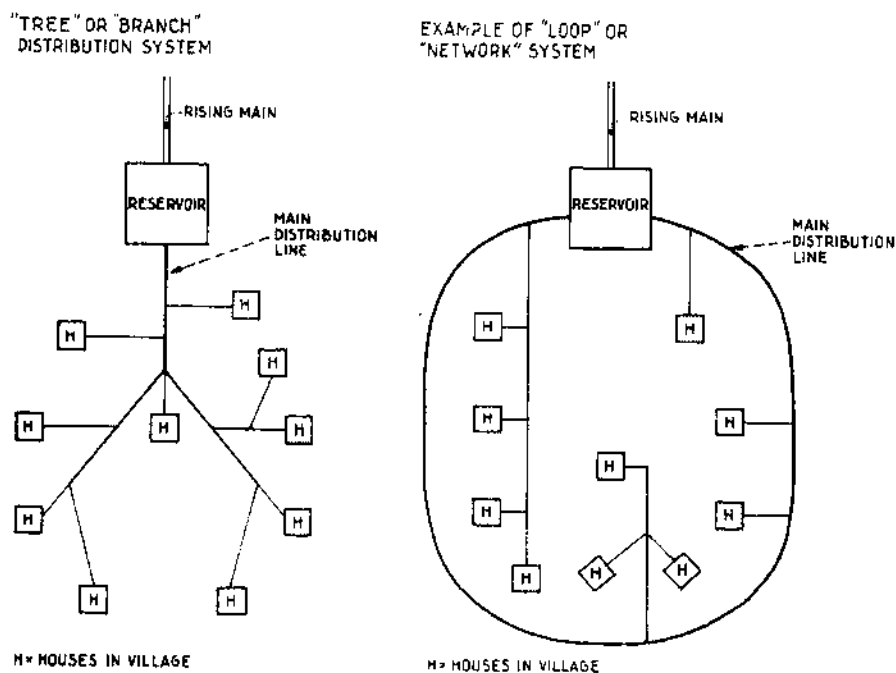 "TREE" OR "BRANCH"
DISTRIBUTION SYSTEM
RISING MAIN
RESERVOIR
MAIN
DISTRIBUTION
LINE
H
H
H
H
H
H
H
H
H
H
H= HOUSES IN VILLAGE
EXAMPLE OF "LOOP" OR
"NETWORK" SYSTEM
RISING MAIN
RESERVOIR
MAIN
DISTRIBUTION
LINE
H
H
H
H
H
H
H
H
H
H
H= HOUSES IN VILLAGE